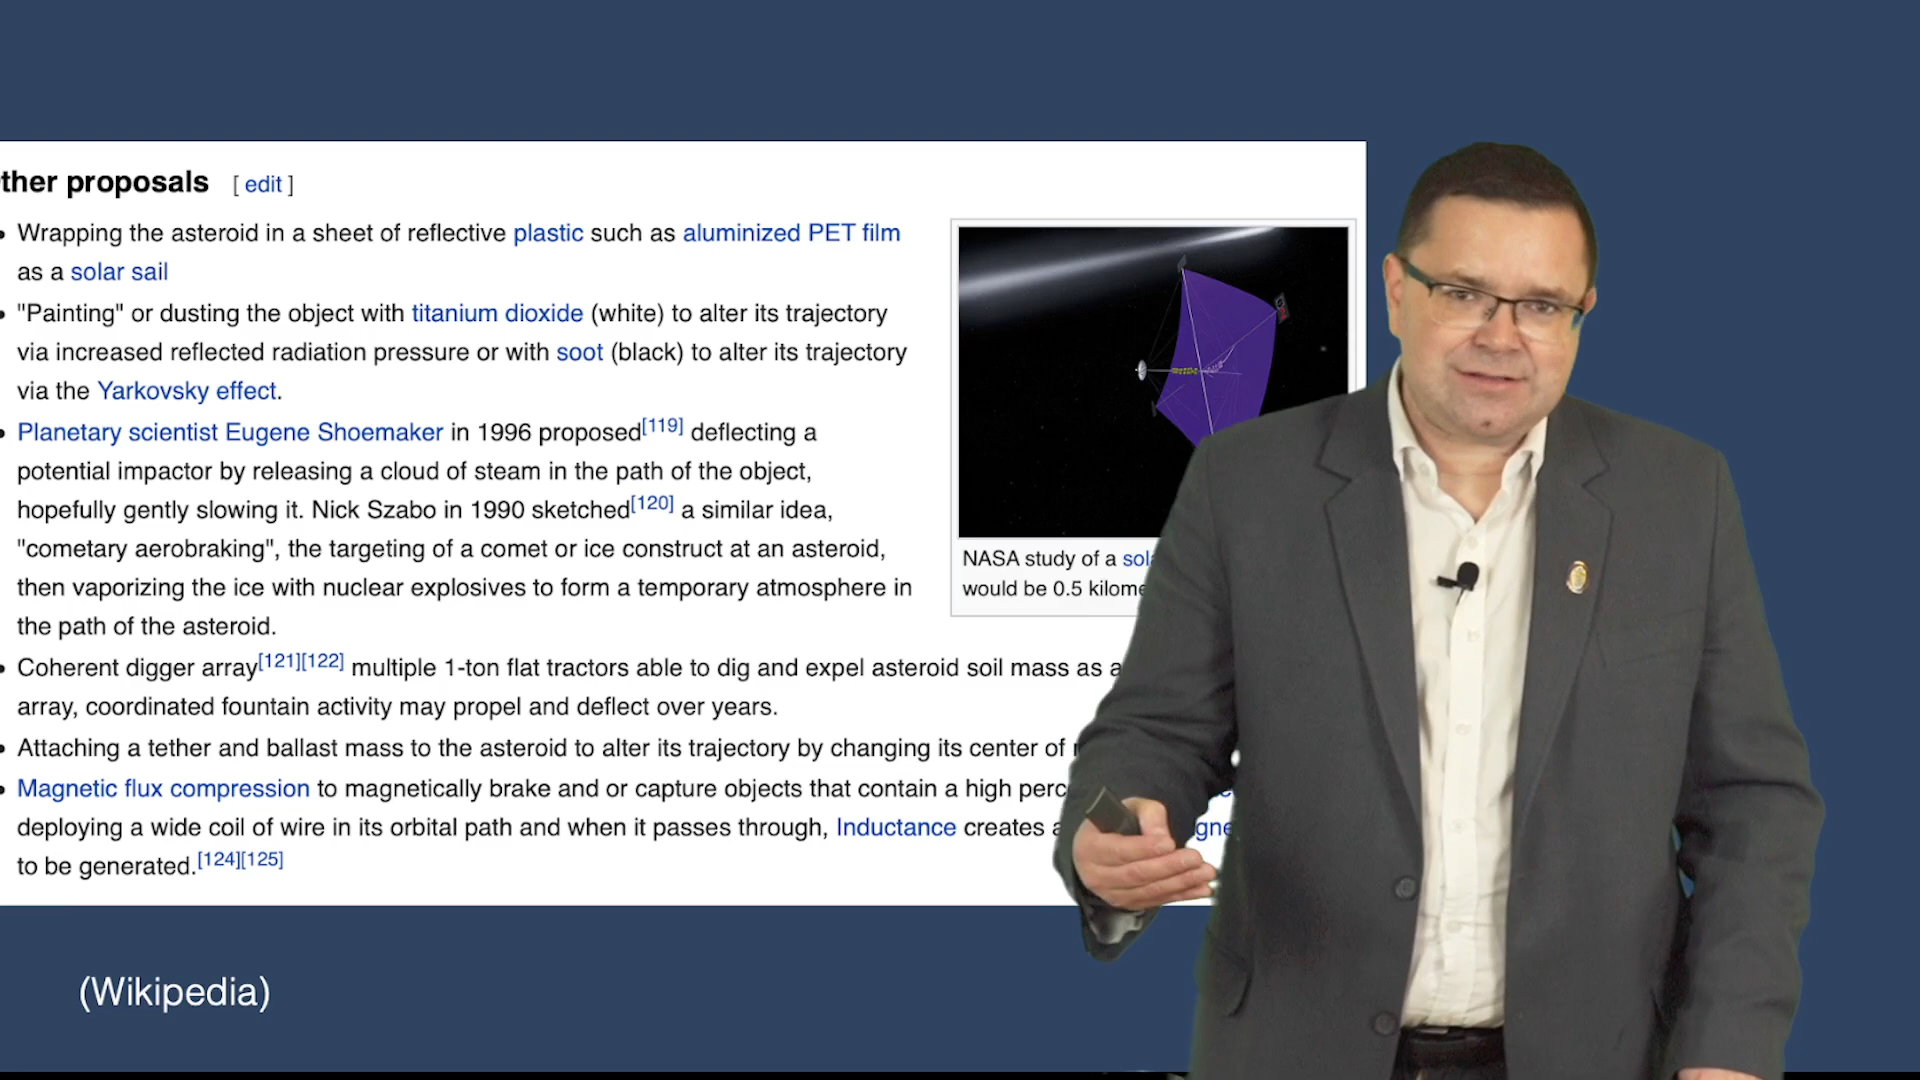 ther proposals [ edit ]
• Wrapping the asteroid in a sheet of reflective plastic such as aluminized PET film
as a solar sail
• "Painting" or dusting the object with titanium dioxide (white) to alter its trajectory
via increased reflected radiation pressure or with soot (black) to alter its trajectory
via the Yarkovsky effect.
• Planetary scientist Eugene Shoemaker in 1996 proposed[119] deflecting a
potential impactor by releasing a cloud of steam in the path of the object,
hopefully gently slowing it. Nick Szabo in 1990 sketched[120] a similar idea,
"cometary aerobraking", the targeting of a comet or ice construct at an asteroid,
then vaporizing the ice with nuclear explosives to form a temporary atmosphere in
the path of the asteroid.
• Coherent digger array[121][122] multiple 1-ton flat tractors able to dig and expel asteroid soil mass as a
array, coordinated fountain activity may propel and deflect over years.
• Attaching a tether and ballast mass to the asteroid to alter its trajectory by changing its center of
• Magnetic flux compression to magnetically brake and or capture objects that contain a high perc
deploying a wide coil of wire in its orbital path and when it passes through, Inductance creates a gne
to be generated.[124][125]
NASA study of a sola
would be 0.5 kilome
(Wikipedia)